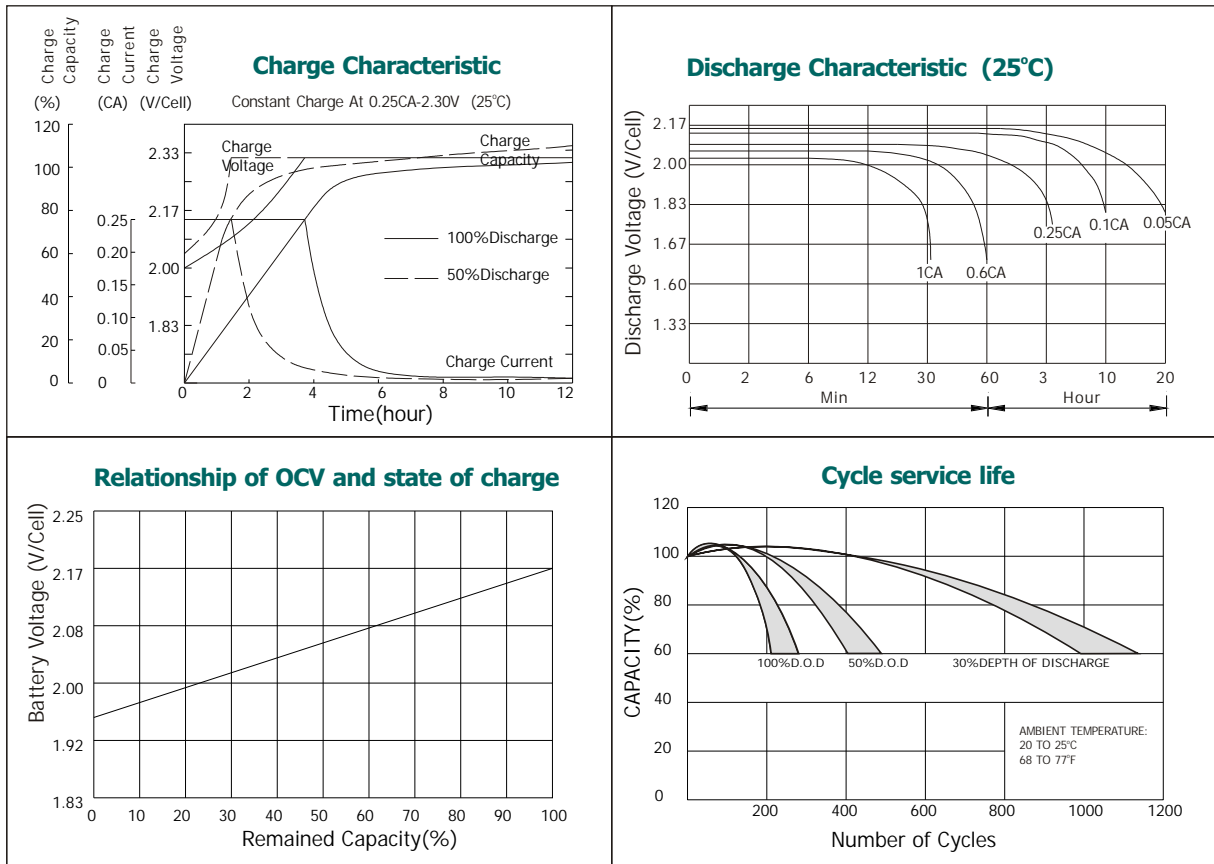 Charge Capacity
Charge Current
Charge Voltage
(%)
(CA)
(V/Cell)
Charge Characteristic
Constant Charge At 0.25CA-2.30V (25°C)
120
100
80
60
40
20
0
0.25
0.20
0.15
0.10
0.05
0
2.33
2.17
2.00
1.83
Charge Voltage
Charge Capacity
100%Discharge
50%Discharge
Charge Current
0 2 4 6 8 10 12
Time(hour)
Discharge Characteristic (25°C)
Discharge Voltage (V/Cell)
2.17
2.00
1.83
1.67
1.60
1.33
1CA
0.6CA
0.25CA
0.1CA
0.05CA
0 2 6 12 30 60 3 10 20
Min
Hour
Relationship of OCV and state of charge
Battery Voltage (V/Cell)
2.25
2.17
2.08
2.00
1.92
1.83
0 10 20 30 40 50 60 70 80 90 100
Remained Capacity(%)
Cycle service life
CAPACITY(%)
120
100
80
60
40
20
0
100%D.O.D
50%D.O.D
30%DEPTH OF DISCHARGE
AMBIENT TEMPERATURE:
20 TO 25°C
68 TO 77°F
200 400 600 800 1000 1200
Number of Cycles